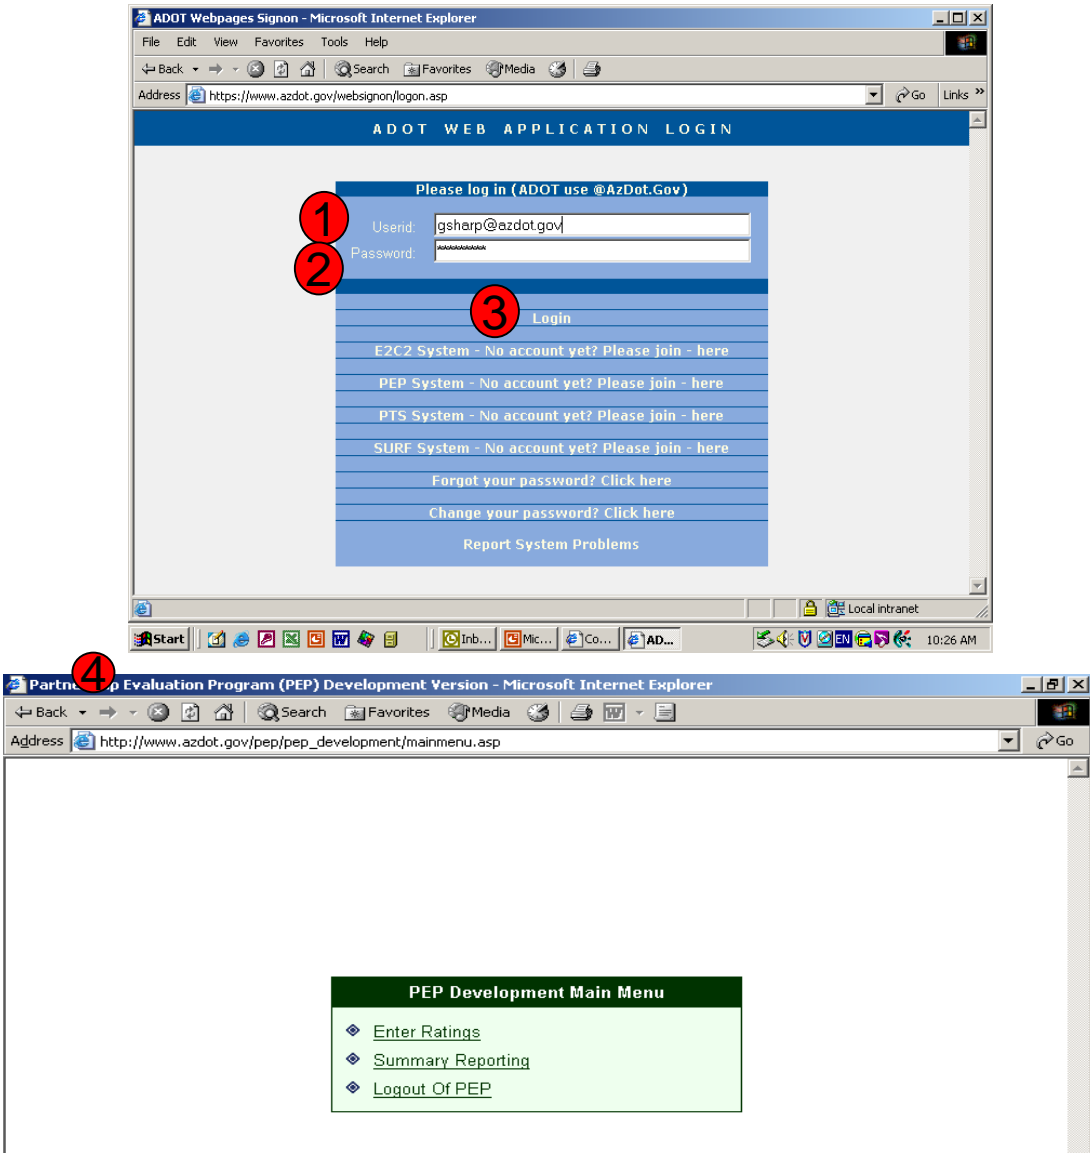 ADOT Webpages Signon - Microsoft Internet Explorer
File Edit View Favorites Tools Help
Back Search Favorites Media
Address https://www.azdot.gov/websignon/logon.asp Go Links »
ADOT WEB APPLICATION LOGIN
Please log in (ADOT use @AzDot.Gov)
1 Userid: gsharp@azdot.gov
2 Password: *********
3 Login
E2C2 System - No account yet? Please join - here
PEP System - No account yet? Please join - here
PTS System - No account yet? Please join - here
SURF System - No account yet? Please join - here
Forgot your password? Click here
Change your password? Click here
Report System Problems
Local intranet
Start Inb... Mic... Co... AD... EN 10:26 AM
4
Evaluation Program (PEP) Development Version - Microsoft Internet Explorer
Back Search Favorites Media
Address http://www.azdot.gov/pep/pep_development/mainmenu.asp Go
PEP Development Main Menu
Enter Ratings
Summary Reporting
Logout Of PEP